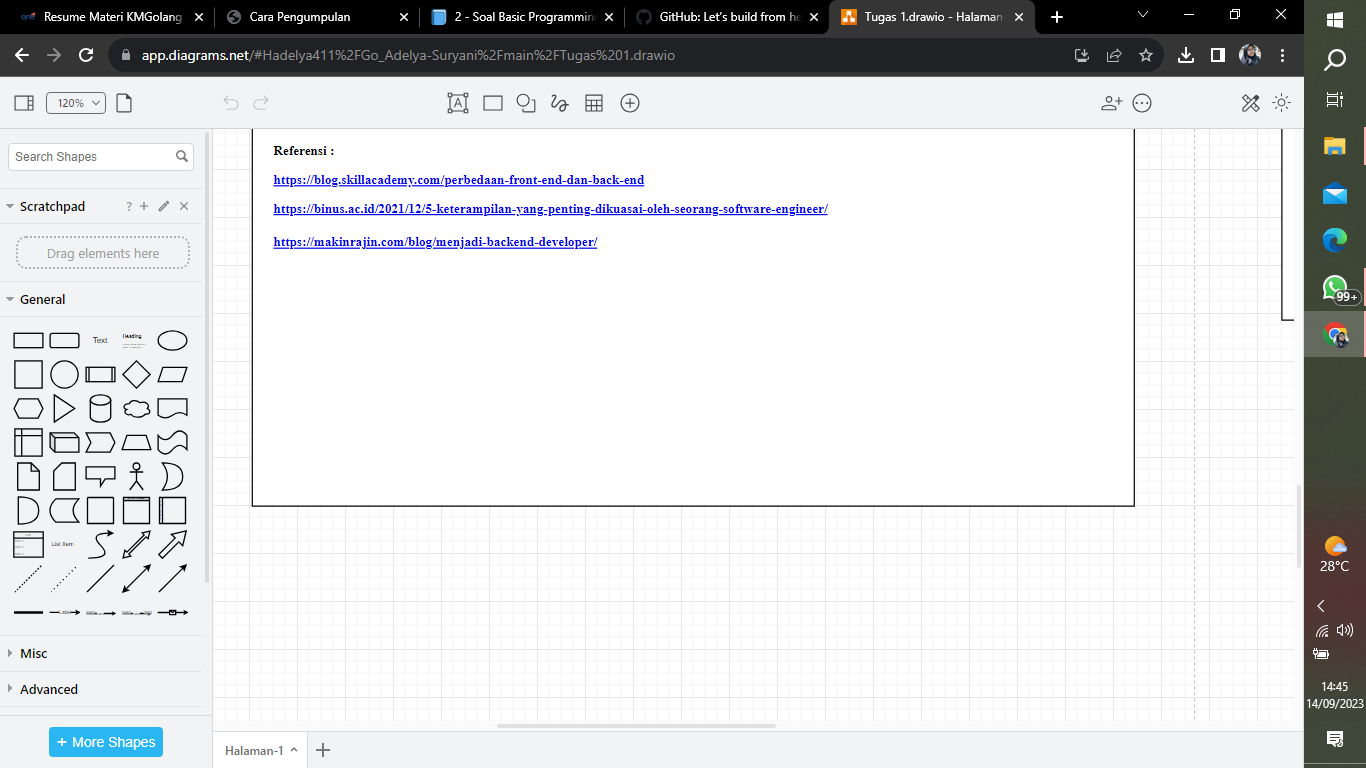 Resume Materi KMGolang
Cara Pengumpulan
2 - Soal Basic Programmin
GitHub: Let's build from he
Tugas 1.drawio - Halaman-
app.diagrams.net/#Hadelya411%2FGo_Adelya-Suryani%2Fmain%2FTugas%201.drawio
120%
Search Shapes
Scratchpad
?
Drag elements here
General
Text
Heading
List Item
Label
Misc
Advanced
+ More Shapes
Referensi :
https://blog.skillacademy.com/perbedaan-front-end-dan-back-end
https://binus.ac.id/2021/12/5-keterampilan-yang-penting-dikuasai-oleh-seorang-software-engineer/
https://makinrajin.com/blog/menjadi-backend-developer/
Halaman-1
99+
28°C
14:45
14/09/2023